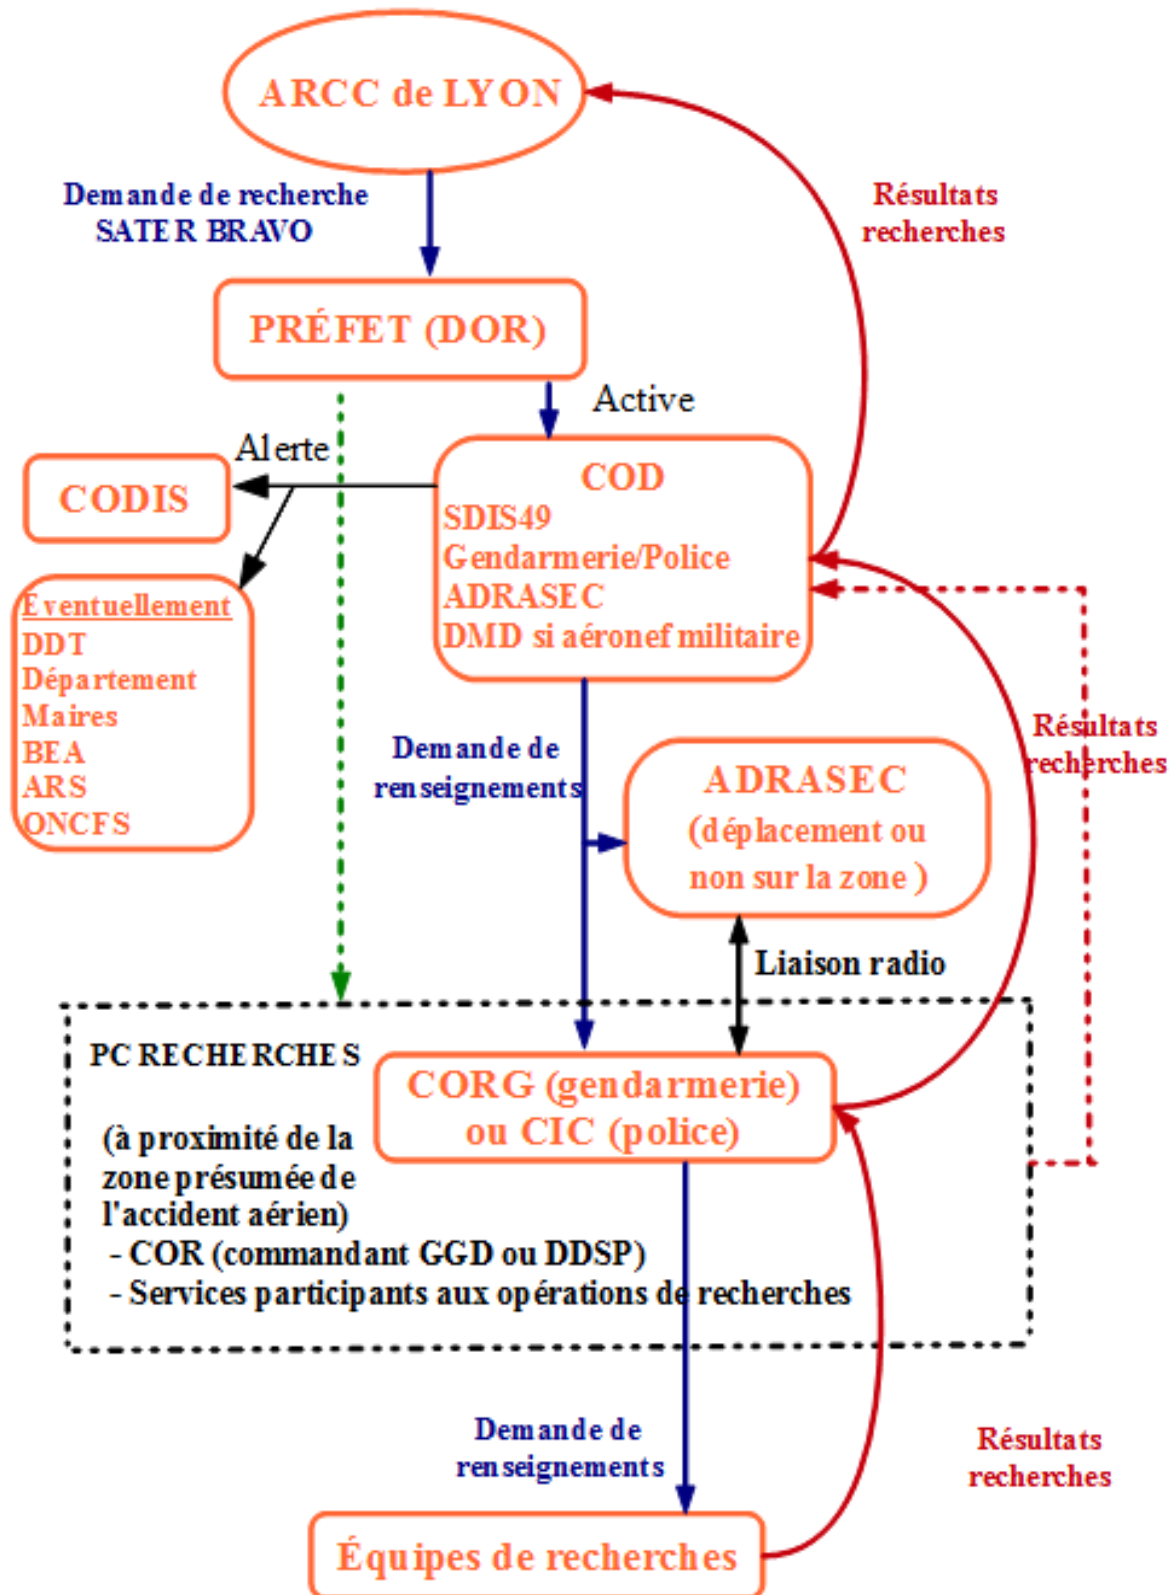 ARCC de LYON
Demande de recherche
SATER BRAVO
Résultats
recherches
PRÉFET (DOR)
Active
Alerte
CODIS
COD
SDIS49
Gendarmerie/Police
ADRASEC
DMD si aéronef militaire
Éventuellement
DDT
Département
Maires
BEA
ARS
ONCFS
Demande de
renseignements
Résultats
recherches
ADRASEC
(déplacement ou
non sur la zone )
Liaison radio
PC RECHERCHES
CORG (gendarmerie)
ou CIC (police)
(à proximité de la
zone présumée de
l'accident aérien)
- COR (commandant GGD ou DDSP)
- Services participants aux opérations de recherches
Demande de
renseignements
Résultats
recherches
Équipes de recherches